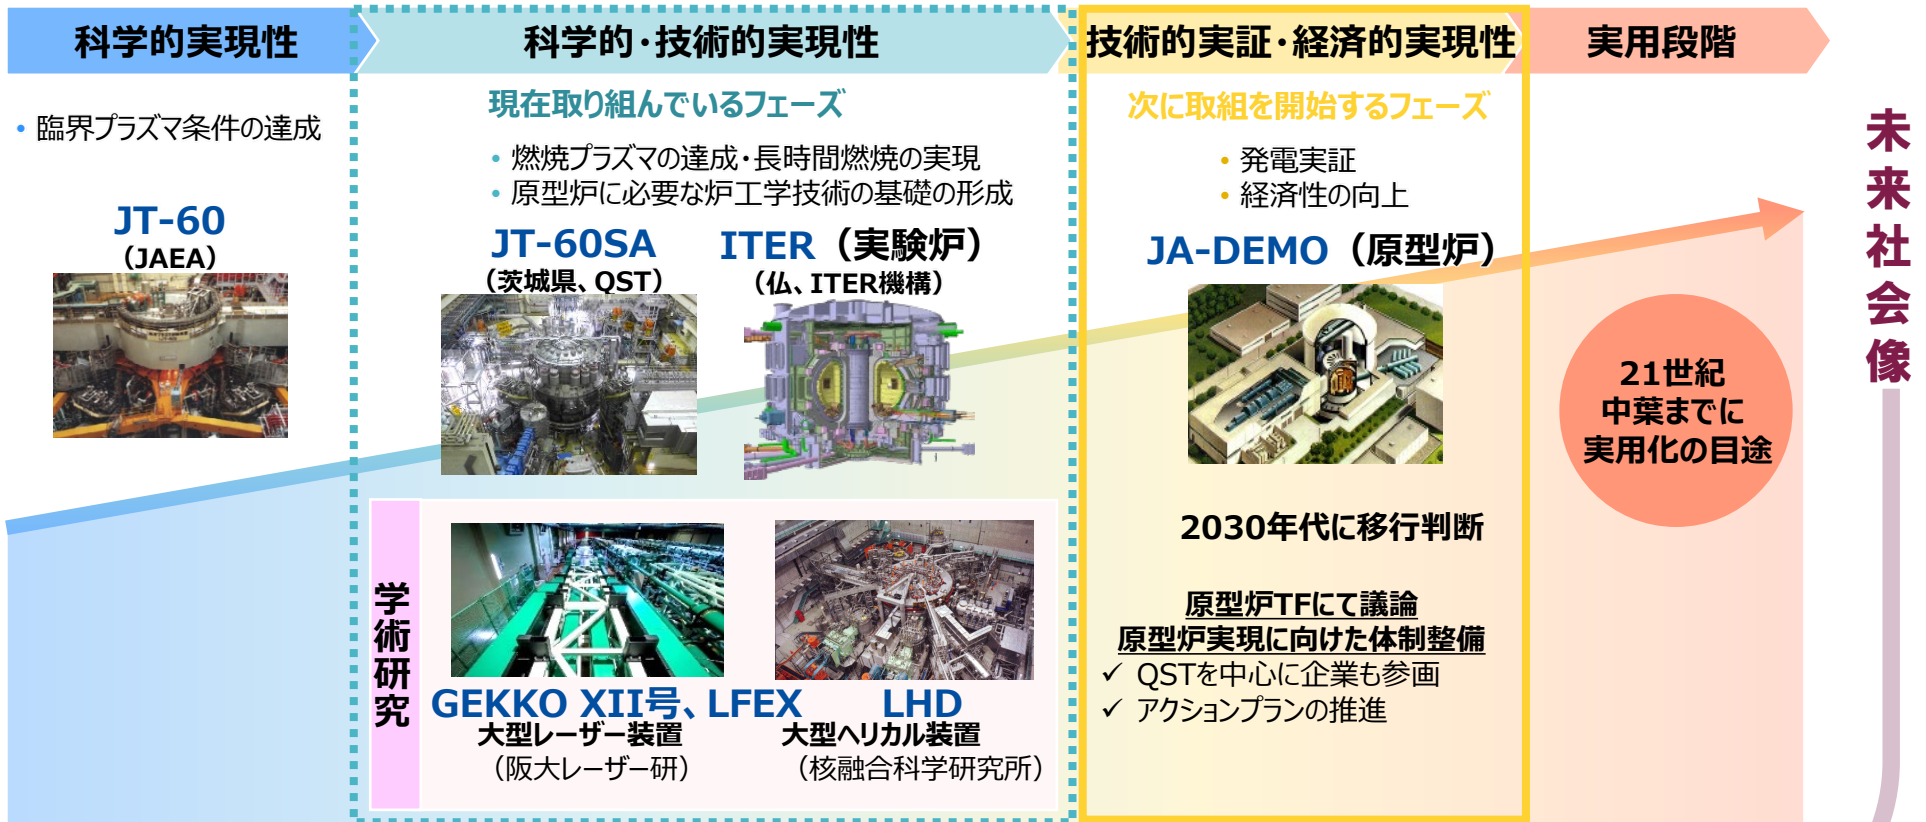 科学的実現性
科学的・技術的実現性
技術的実証・経済的実現性
実用段階
・臨界プラズマ条件の達成
JT-60
（JAEA）
現在取り組んでいるフェーズ
・燃焼プラズマの達成・長時間燃焼の実現
・原型炉に必要な炉工学技術の基礎の形成
JT-60SA
（茨城県、QST）
ITER（実験炉）
（仏、ITER機構）
学術研究
GEKKO XII号、LFEX
大型レーザー装置
（阪大レーザー研）
LHD
大型ヘリカル装置
（核融合科学研究所）
次に取組を開始するフェーズ
・発電実証
・経済性の向上
JA-DEMO（原型炉）
2030年代に移行判断
原型炉TFにて議論
原型炉実現に向けた体制整備
✓ QSTを中心に企業も参画
✓ アクションプランの推進
21世紀
中葉までに
実用化の目途
未来社会像